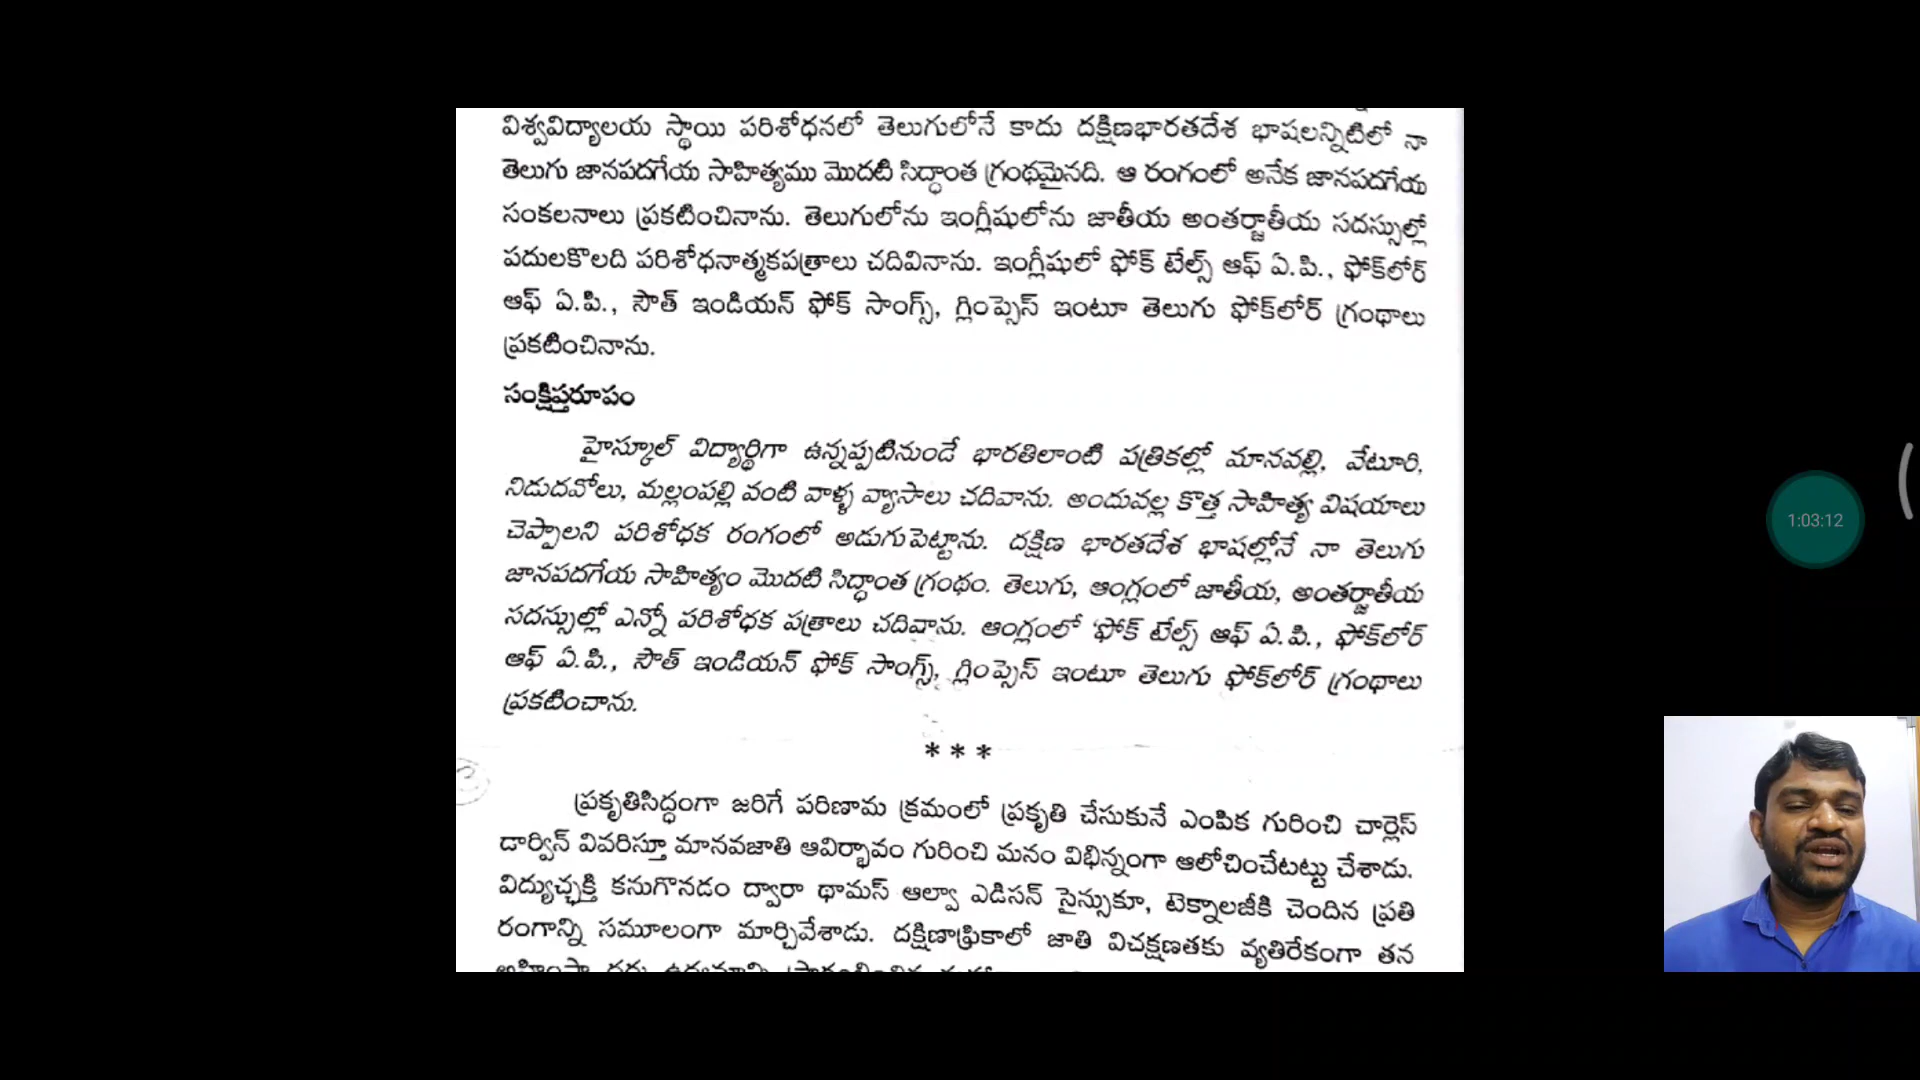 విశ్వవిద్యాలయ స్థాయి పరిశోధనలో తెలుగులోనే కాదు దక్షిణభారతదేశ భాషలన్నిటిలో నా
తెలుగు జానపదగేయ సాహిత్యము మొదటి సిద్ధాంత గ్రంథమైనది. ఆ రంగంలో అనేక జానపదగేయ
సంకలనాలు ప్రకటించినాను. తెలుగులోను ఇంగ్లీషులోను జాతీయ అంతర్జాతీయ సదస్సుల్లో
పదులకొలది పరిశోధనాత్మకపత్రాలు చదివినాను. ఇంగ్లీషులో ఫోక్ టేల్స్ ఆఫ్ ఏ.పి., ఫోక్‌లోర్
ఆఫ్ ఏ.పి., సౌత్ ఇండియన్ ఫోక్ సాంగ్స్, గ్లింప్సెస్ ఇంటూ తెలుగు ఫోక్‌లోర్ గ్రంథాలు
ప్రకటించినాను.
సంక్షిప్తరూపం
హైస్కూల్ విద్యార్థిగా ఉన్నప్పటినుండే భారతిలాంటి పత్రికల్లో మానవల్లి, వేటూరి,
నిడుదవోలు, మల్లంపల్లి వంటి వాళ్ళ వ్యాసాలు చదివాను. అందువల్ల కొత్త సాహిత్య విషయాలు
చెప్పాలని పరిశోధక రంగంలో అడుగుపెట్టాను. దక్షిణ భారతదేశ భాషల్లోనే నా తెలుగు
జానపదగేయ సాహిత్యం మొదటి సిద్ధాంత గ్రంథం. తెలుగు, ఆంగ్లంలో జాతీయ, అంతర్జాతీయ
సదస్సుల్లో ఎన్నో పరిశోధక పత్రాలు చదివాను. ఆంగ్లంలో 'ఫోక్ టేల్స్ ఆఫ్ ఏ.పి., ఫోక్‌లోర్
ఆఫ్ ఏ.పి., సౌత్ ఇండియన్ ఫోక్ సాంగ్స్, గ్లింప్సెస్ ఇంటూ తెలుగు ఫోక్‌లోర్ గ్రంథాలు
ప్రకటించాను.
* * *
ప్రకృతిసిద్ధంగా జరిగే పరిణామ క్రమంలో ప్రకృతి చేసుకునే ఎంపిక గురించి చార్లెస్
డార్విన్ వివరిస్తూ మానవజాతి ఆవిర్భావం గురించి మనం విభిన్నంగా ఆలోచించేటట్టు చేశాడు.
విద్యుచ్ఛక్తి కనుగొనడం ద్వారా థామస్ ఆల్వా ఎడిసన్ సైన్సుకూ, టెక్నాలజీకి చెందిన ప్రతి
రంగాన్ని సమూలంగా మార్చివేశాడు. దక్షిణాఫ్రికాలో జాతి విచక్షణతకు వ్యతిరేకంగా తన
1:03:12